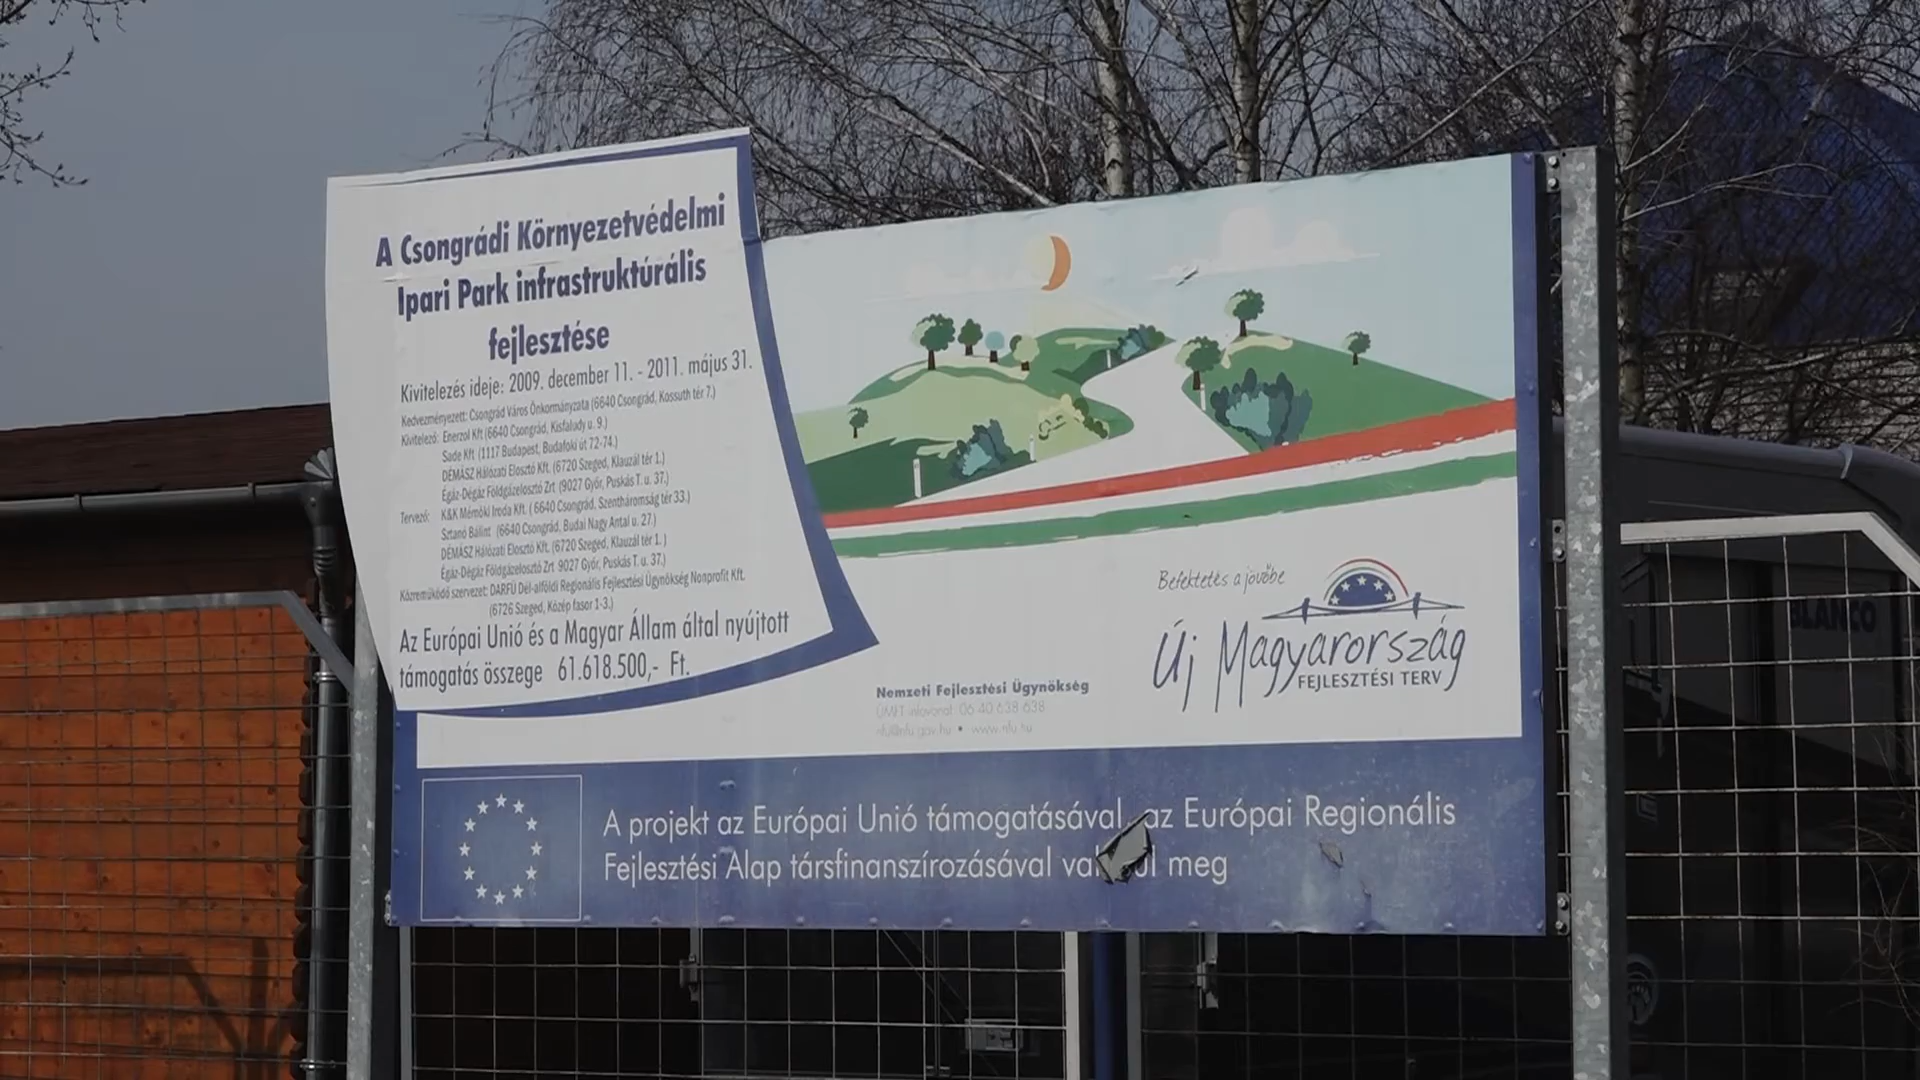 A Csongrádi Környezetvédelmi
Ipari Park infrastruktúrális
fejlesztése
Kivitelezés ideje: 2009. december 11. - 2011. május 31.
Kedvezményezett: Csongrád Város Önkormányzata (6640 Csongrád, Kossuth tér 7.)
Kivitelező: Enerzol Kft (6640 Csongrád, Kisfaludy u. 9.)
Sade Kft (1117 Budapest, Budafoki út 72-74.)
DÉMÁSZ Hálózati Elosztó Kft. (6720 Szeged, Klauzál tér 1.)
Égáz-Dégáz Földgázelosztó Zrt (9027 Győr, Puskás T. u. 37.)
Tervező: K&K Mérnöki Iroda Kft. ( 6640 Csongrád, Szentháromság tér 33.)
Sztanó Bálint (6640 Csongrád, Budai Nagy Antal u. 27.)
DÉMÁSZ Hálózati Elosztó Kft. (6720 Szeged, Klauzál tér 1. )
Égáz-Dégáz Földgázelosztó Zrt 9027 Győr, Puskás T. u. 37.)
Közreműködő szervezet: DARFÜ Dél-alföldi Regionális Fejlesztési Ügynökség Nonprofit Kft.
(6726 Szeged, Közép fasor 1-3.)
Az Európai Unió és a Magyar Állam által nyújtott
támogatás összege 61.618.500,- Ft.
Befektetés a jövőbe
Új Magyarország
FEJLESZTÉSI TERV
Nemzeti Fejlesztési Ügynökség
ÚMFT infovonal: 06 40 638 638
nfu@nfu.gov.hu • www.nfu.hu
A projekt az Európai Unió támogatásával, az Európai Regionális
Fejlesztési Alap társfinanszírozásával va ul meg
BLANCO